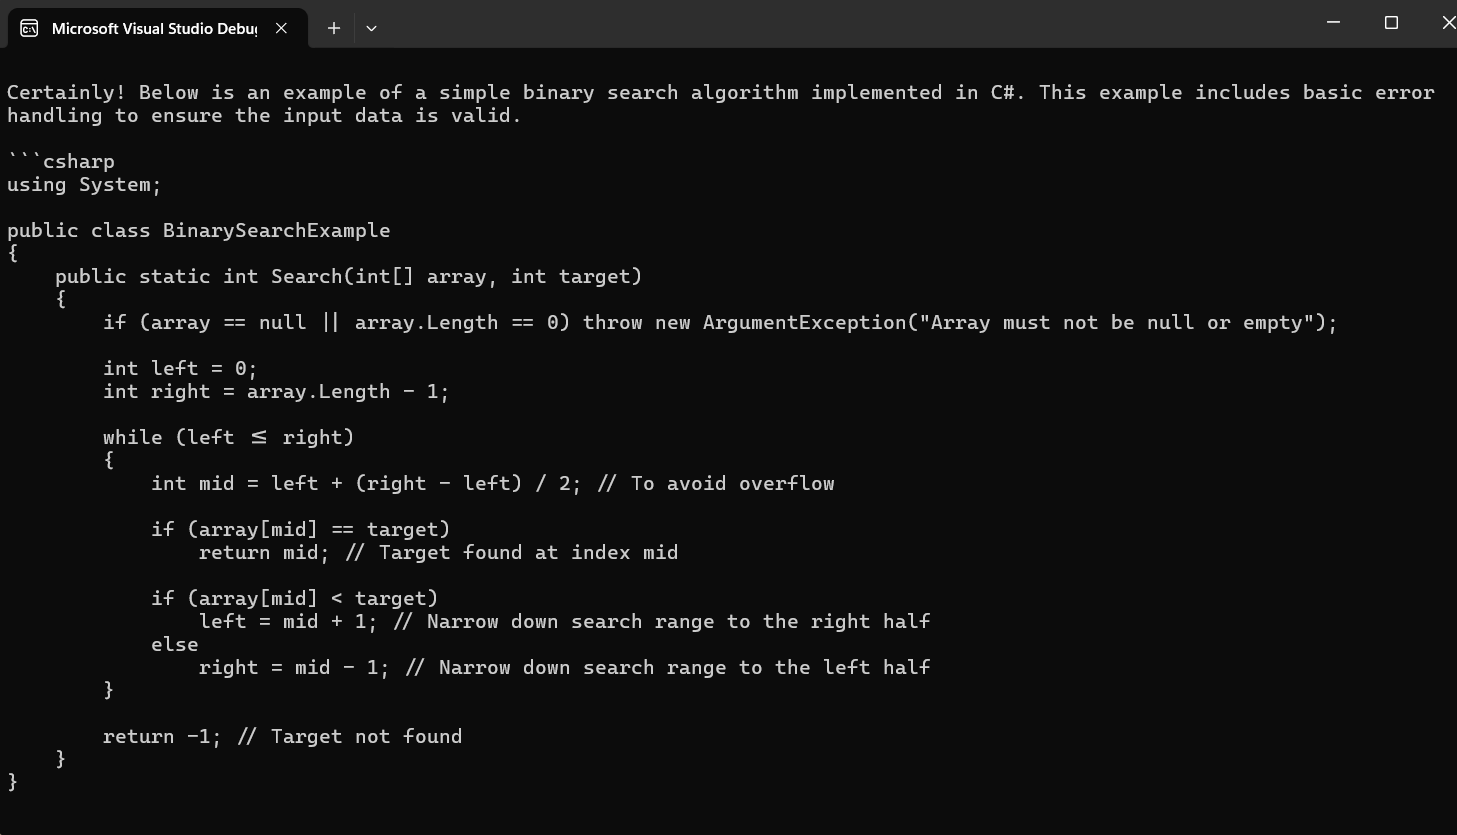 Microsoft Visual Studio Debug
Certainly! Below is an example of a simple binary search algorithm implemented in C#. This example includes basic error
handling to ensure the input data is valid.
```csharp
using System;
public class BinarySearchExample
{
    public static int Search(int[] array, int target)
    {
        if (array == null || array.Length == 0) throw new ArgumentException("Array must not be null or empty");
        int left = 0;
        int right = array.Length - 1;
        while (left <= right)
        {
            int mid = left + (right - left) / 2; // To avoid overflow
            if (array[mid] == target)
                return mid; // Target found at index mid
            if (array[mid] < target)
                left = mid + 1; // Narrow down search range to the right half
            else
                right = mid - 1; // Narrow down search range to the left half
        }
        return -1; // Target not found
    }
}